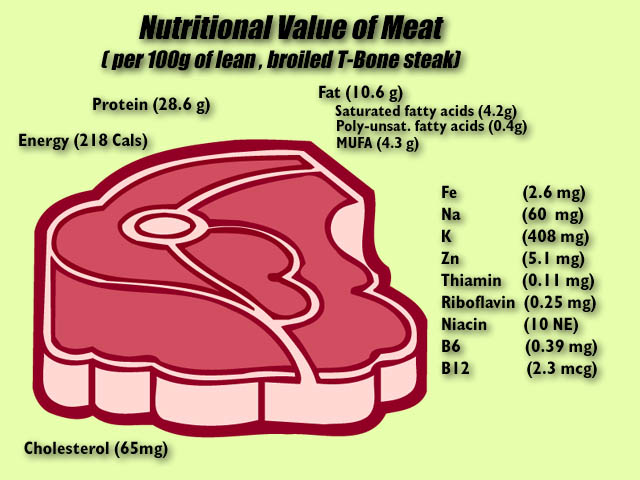 Nutritional Value of Meat
( per 100g of lean , broiled T-Bone steak)
Fat (10.6 g)
Protein (28.6 g)
Saturated fatty acids (4.2g)
Poly-unsat. fatty acids (0.4g)
MUFA (4.3 g)
Energy (218 Cals)
Fe (2.6 mg)
Na (60 mg)
K (408 mg)
Zn (5.1 mg)
Thiamin (0.11 mg)
Riboflavin (0.25 mg)
Niacin (10 NE)
B6 (0.39 mg)
B12 (2.3 mcg)
Cholesterol (65mg)